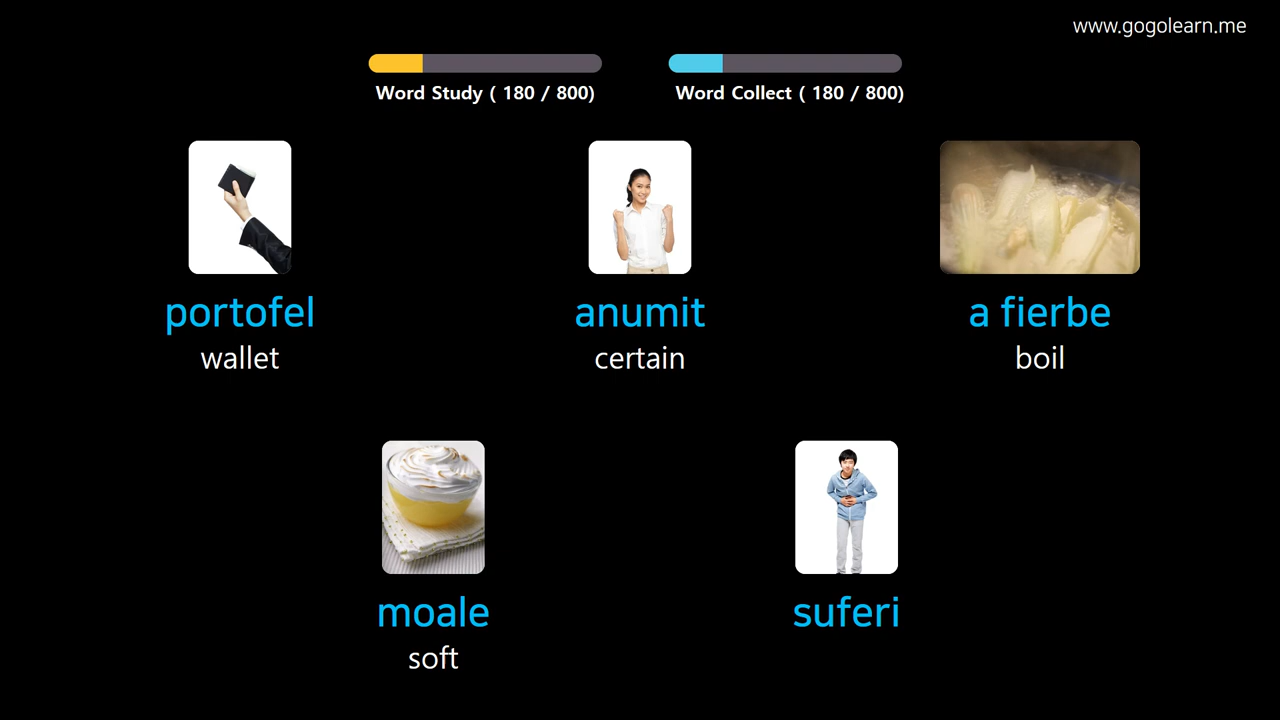 www.gogolearn.me
Word Study ( 180 / 800)
Word Collect ( 180 / 800)
portofel
wallet
anumit
certain
a fierbe
boil
moale
soft
suferi